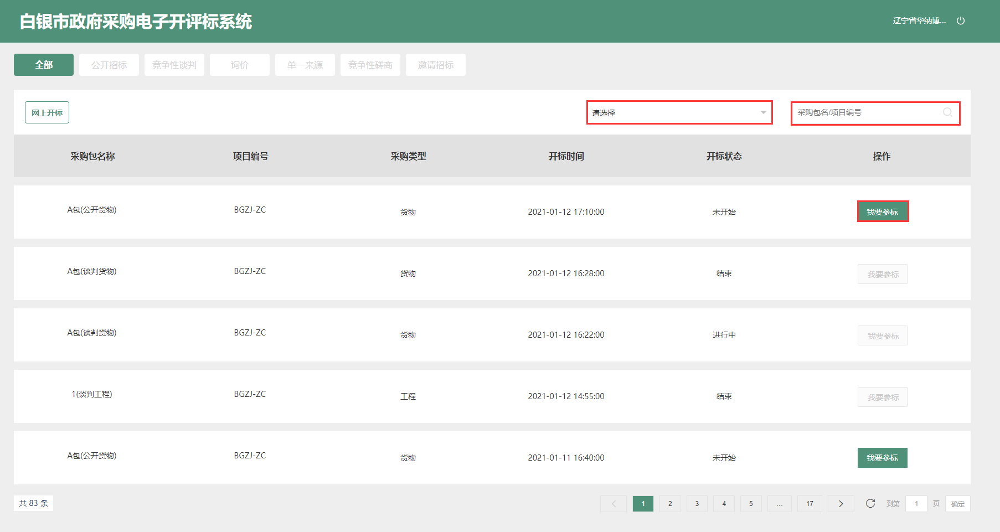 白银市政府采购电子开评标系统
辽宁省华纳博...
全部 公开招标 竞争性谈判 询价 单一来源 竞争性磋商 邀请招标
网上开标 请选择 采购包名/项目编号
采购包名称 项目编号 采购类型 开标时间 开标状态 操作
A包(公开货物) BGZJ-ZC 货物 2021-01-12 17:10:00 未开始 我要参标
A包(谈判货物) BGZJ-ZC 货物 2021-01-12 16:28:00 结束 我要参标
A包(谈判货物) BGZJ-ZC 货物 2021-01-12 16:22:00 进行中 我要参标
1(谈判工程) BGZJ-ZC 工程 2021-01-12 14:55:00 结束 我要参标
A包(公开货物) BGZJ-ZC 货物 2021-01-11 16:40:00 未开始 我要参标
共 83 条 1 2 3 4 5 ... 17 到第 1 页 确定